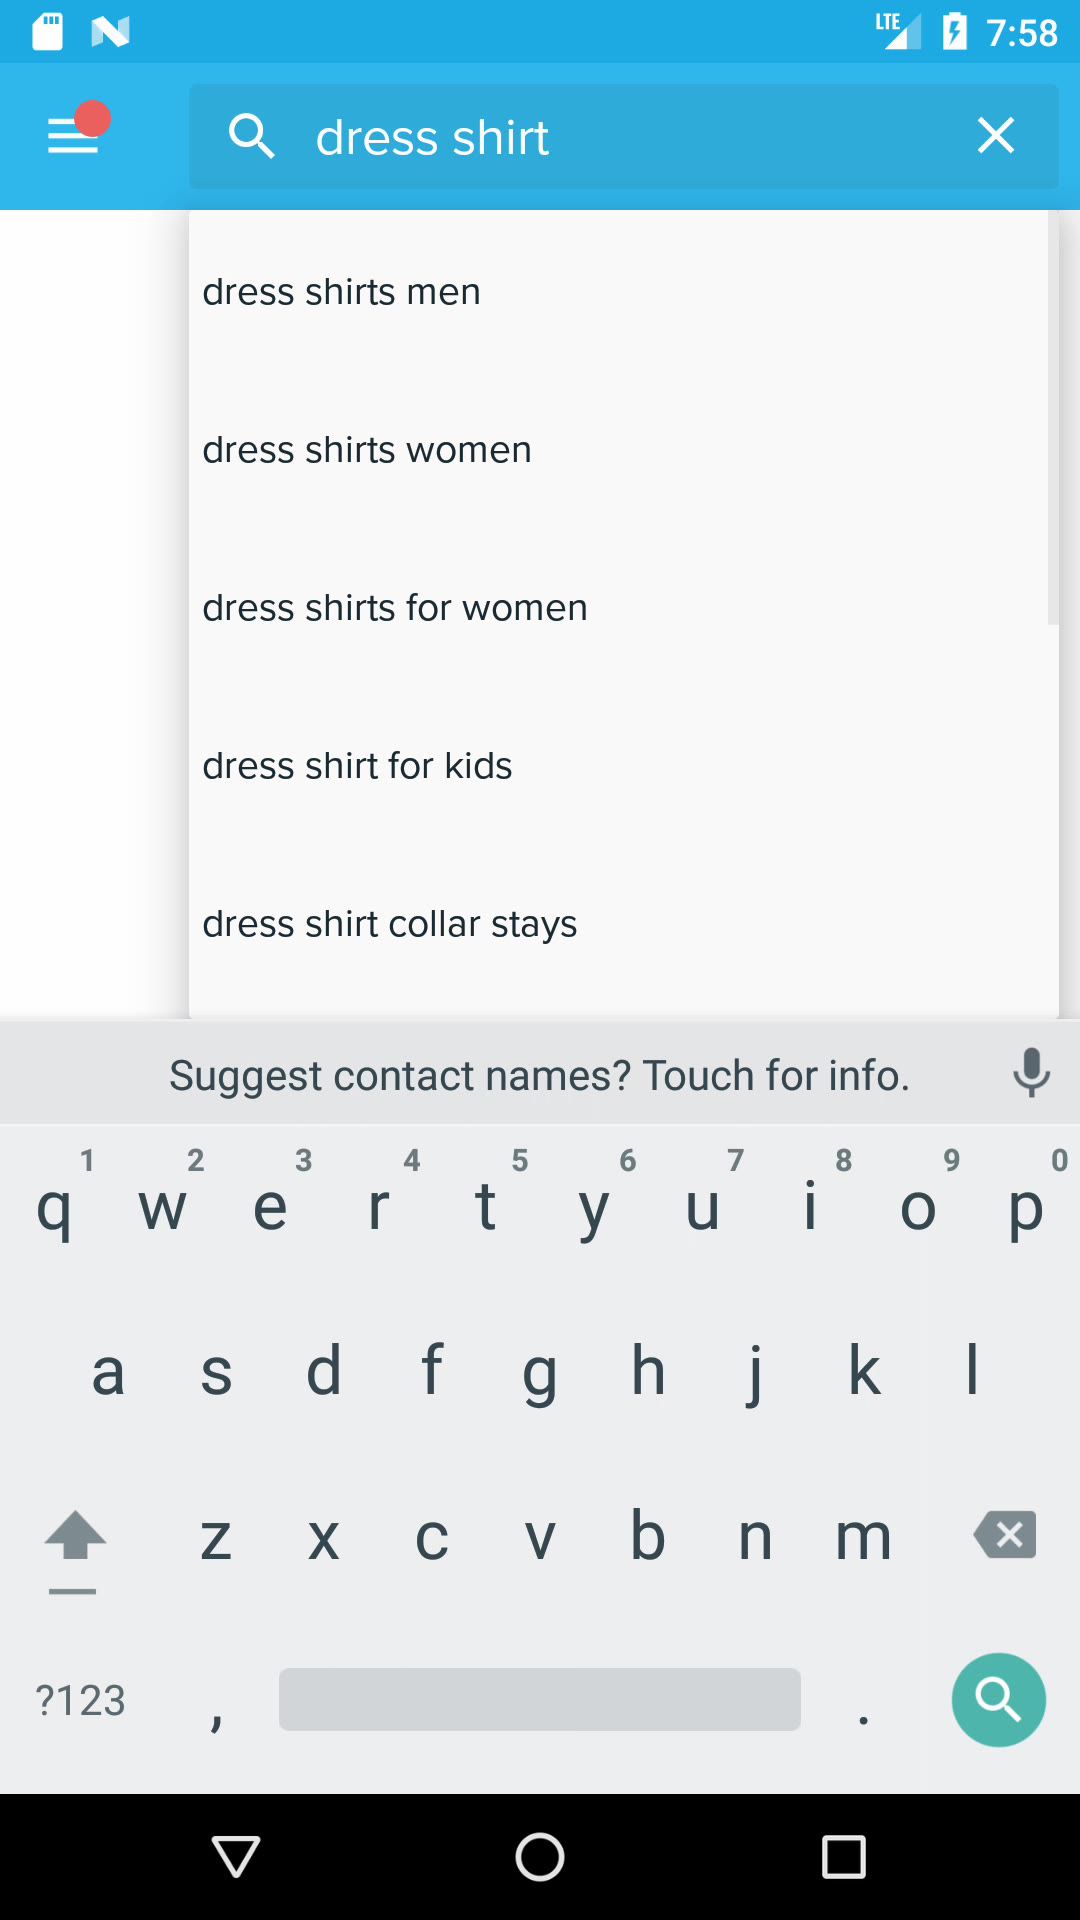 LTE 7:58
dress shirt
dress shirts men
dress shirts women
dress shirts for women
dress shirt for kids
dress shirt collar stays
Suggest contact names? Touch for info.
1 2 3 4 5 6 7 8 9 0
q w e r t y u i o p
a s d f g h j k l
z x c v b n m
?123 , .